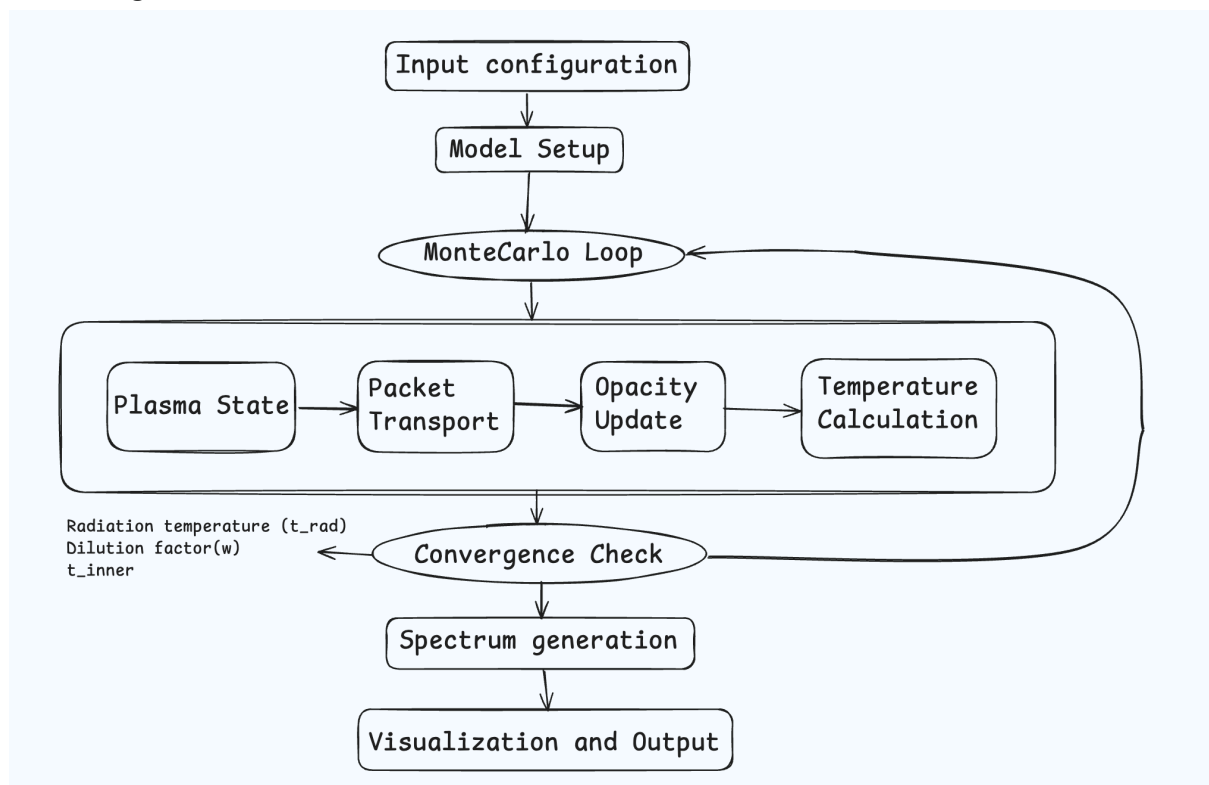 Input configuration
Model Setup
MonteCarlo Loop
Plasma State
Packet
Transport
Opacity
Update
Temperature
Calculation
Radiation temperature (t_rad)
Dilution factor(w)
t_inner
Convergence Check
Spectrum generation
Visualization and Output